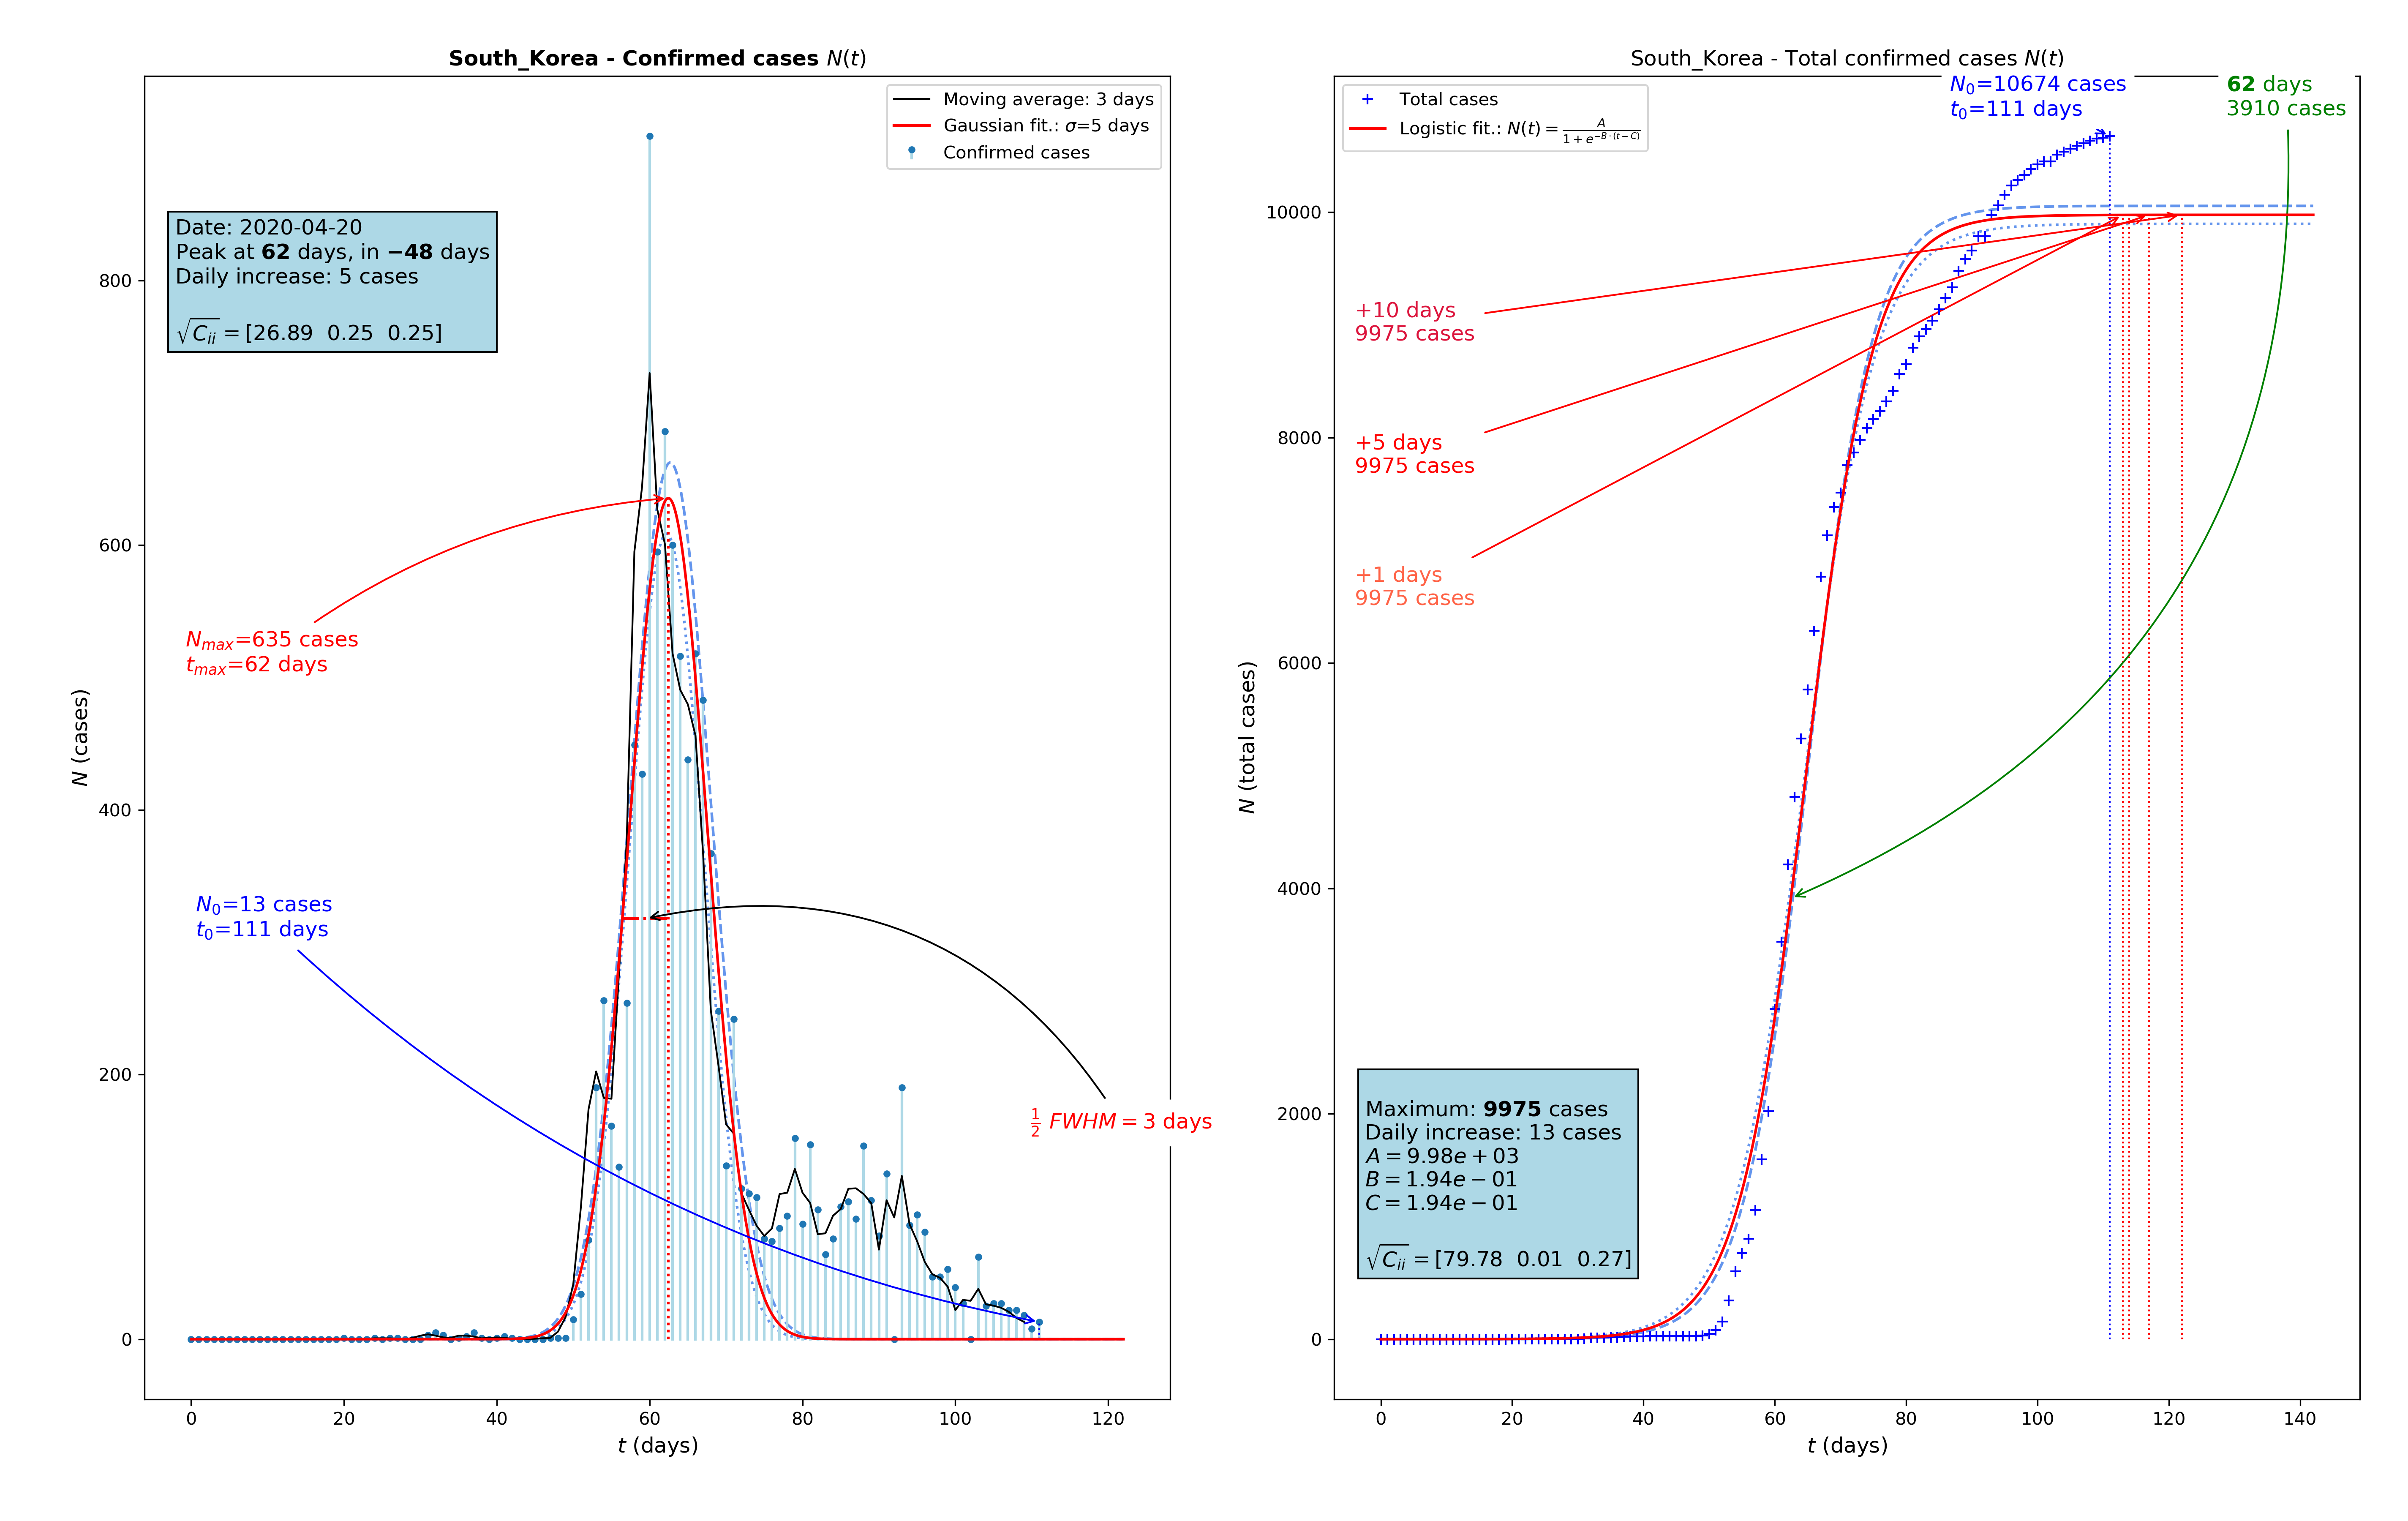 South_Korea - Confirmed cases N(t)
Moving average: 3 days
Gaussian fit.: σ=5 days
Confirmed cases
Date: 2020-04-20
Peak at 62 days, in −48 days
Daily increase: 5 cases
√C_ii = [26.89 0.25 0.25]
N_max=635 cases
t_max=62 days
N_0=13 cases
t_0=111 days
1/2 FWHM = 3 days
N (cases)
800
600
400
200
0
0 20 40 60 80 100 120
t (days)
South_Korea - Total confirmed cases N(t)
Total cases
Logistic fit.: N(t) = A/(1+e^{−B·(t−C)})
N_0=10674 cases
t_0=111 days
62 days
3910 cases
+10 days
9975 cases
+5 days
9975 cases
+1 days
9975 cases
Maximum: 9975 cases
Daily increase: 13 cases
A = 9.98e + 03
B = 1.94e − 01
C = 1.94e − 01
√C_ii = [79.78 0.01 0.27]
N (total cases)
10000
8000
6000
4000
2000
0
0 20 40 60 80 100 120 140
t (days)